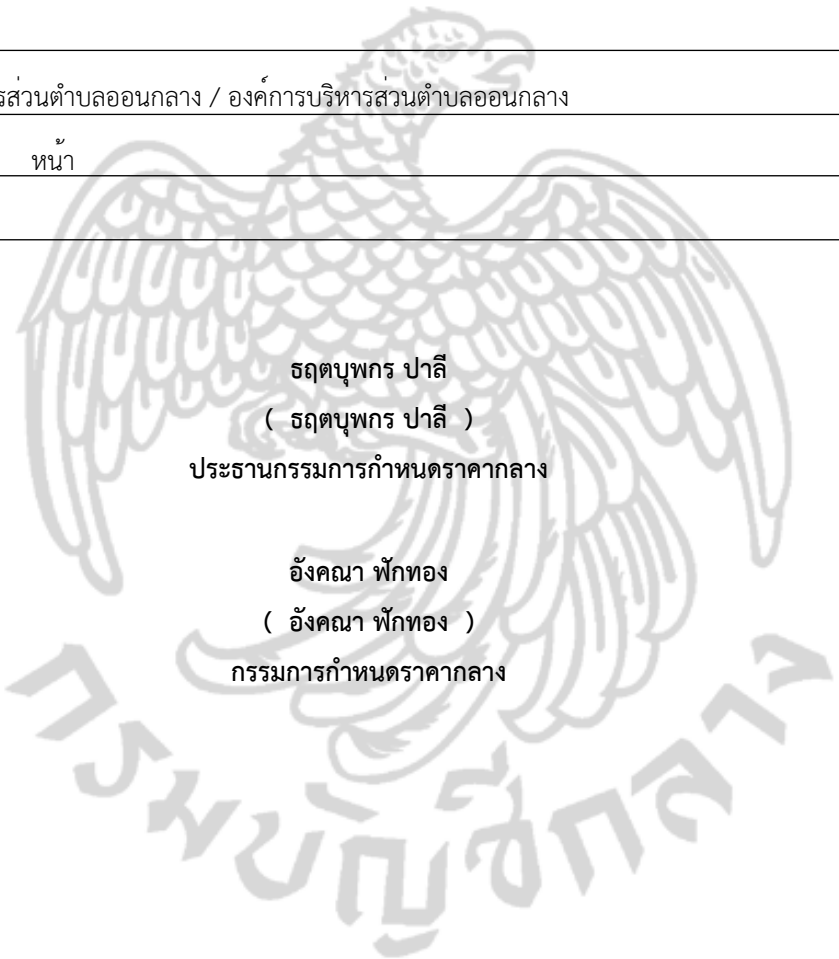 รส่วนตำบลออนกลาง / องค์การบริหารส่วนตำบลออนกลาง
หน้า
ธฤตบุพกร ปาลี
( ธฤตบุพกร ปาลี )
ประธานกรรมการกำหนดราคากลาง
อังคณา ฟักทอง
( อังคณา ฟักทอง )
กรรมการกำหนดราคากลาง
กรมบัญชีกลาง